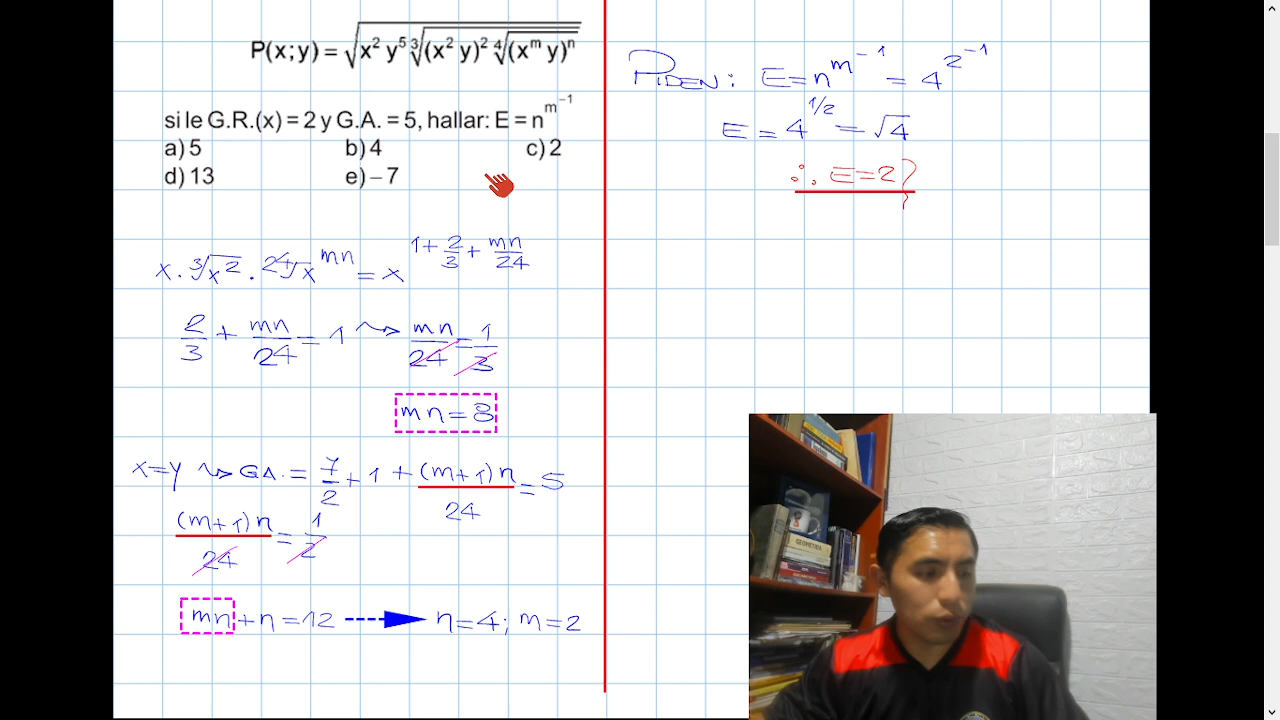 P(x;y) = √(x² y⁵ ∛((x² y)² ∜((xᵐ y)ⁿ)))
si le G.R.(x) = 2 y G.A. = 5, hallar: E = n^m^-1
a) 5 b) 4 c) 2
d) 13 e) – 7
x . ∛x² . ²⁴√x^mn = x^(1 + 2/3 + mn/24)
2/3 + mn/24 = 1 ⇝ mn/24 = 1/3
mn = 8
x=y ⇝ GA. = 7/2 + 1 + (m+1)n/24 = 5
(m+1)n/24 = 1/2
mn + n = 12 → n = 4; m = 2
PIDEN: E = n^m^-1 = 4^2^-1
E = 4^1/2 = √4
∴ E = 2
GEOMETRIA